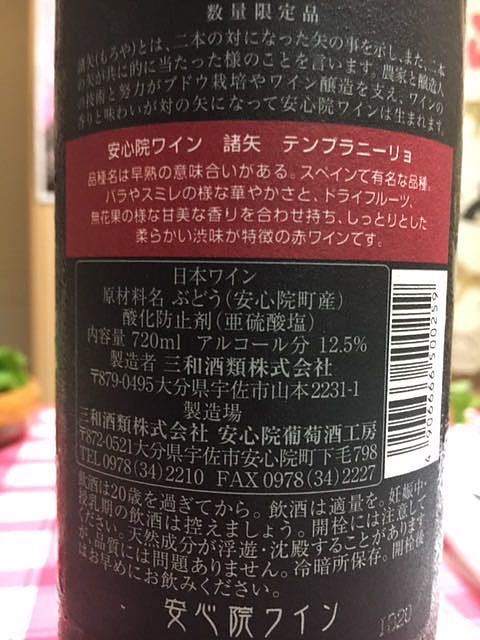 数量限定品
諸矢(もろや)とは、二本の対になった矢の事を示し、また、二本
の矢が共に的に当たった様のことを言います。農家と醸造人
の技術と努力がブドウ栽培やワイン醸造を支え、ワインの
香りと味わいが対の矢になって安心院ワインは生まれます。
安心院ワイン 諸矢 テンプラニーリョ
品種名は早熟の意味合いがある。スペインで有名な品種。
バラやスミレの様な華やかさと、ドライフルーツ、
無花果の様な甘美な香りを合わせ持ち、しっとりとした
柔らかい渋味が特徴の赤ワインです。
日本ワイン
原材料名 ぶどう(安心院町産)
酸化防止剤(亜硫酸塩)
内容量 720ml アルコール分 12.5%
製造者 三和酒類株式会社
〒879-0495大分県宇佐市山本2231-1
製造場
三和酒類株式会社 安心院葡萄酒工房
〒872-0521大分県宇佐市安心院町下毛798
TEL 0978(34)2210 FAX 0978(34)2227
4 906666 500259
飲酒は20歳を過ぎてから。飲酒は適量を。妊娠中・
授乳期の飲酒は控えましょう。開栓には注意して
ください。天然成分が浮遊・沈殿することがあります
が、品質には問題ありません。冷暗所保存。開栓後
はお早めにお飲みください。
安心院ワイン